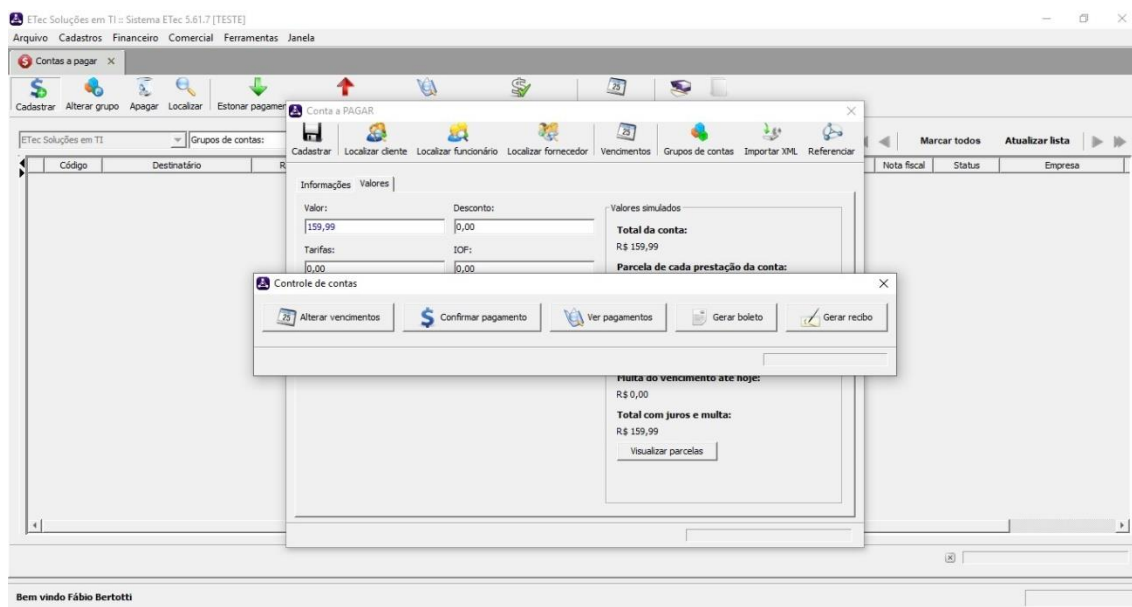 ETec Soluções em TI :: Sistema ETec 5.61.7 [TESTE]
Arquivo Cadastros Financeiro Comercial Ferramentas Janela
Contas a pagar
Cadastrar Alterar grupo Apagar Localizar Estonar pagamen
ETec Soluções em TI Grupos de contas:
Marcar todos Atualizar lista
Código Destinatário R
Nota fiscal Status Empresa
Conta a PAGAR
Cadastrar Localizar cliente Localizar funcionário Localizar fornecedor Vencimentos Grupos de contas Importar XML Referenciar
Informações Valores
Valor: Desconto:
159,99 0,00
Tarifas: IOF:
0,00 0,00
Valores simulados
Total da conta:
R$ 159,99
Parcela de cada prestação da conta:
Controle de contas
Alterar vencimentos Confirmar pagamento Ver pagamentos Gerar boleto Gerar recibo
Multa do vencimento até hoje:
R$ 0,00
Total com juros e multa:
R$ 159,99
Visualizar parcelas
Bem vindo Fábio Bertotti